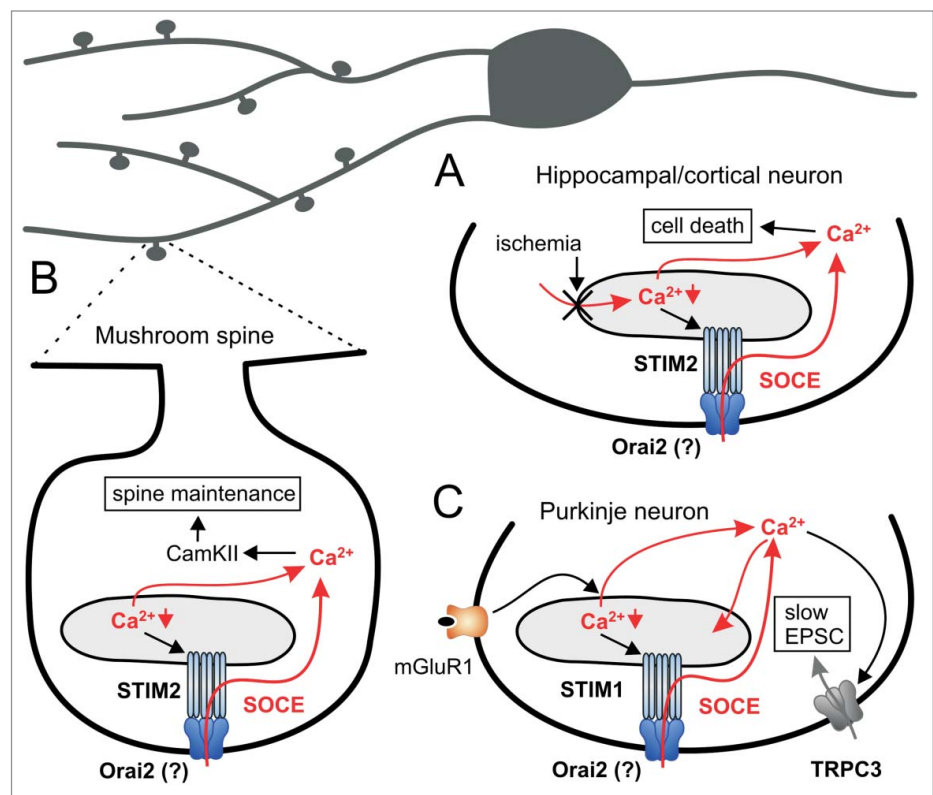 A
Hippocampal/cortical neuron
ischemia
cell death
Ca²⁺
Ca²⁺
STIM2
SOCE
Orai2 (?)
B
Mushroom spine
spine maintenance
CamKII
Ca²⁺
Ca²⁺
STIM2
SOCE
Orai2 (?)
C
Purkinje neuron
Ca²⁺
mGluR1
Ca²⁺
slow
EPSC
STIM1
SOCE
Orai2 (?)
TRPC3